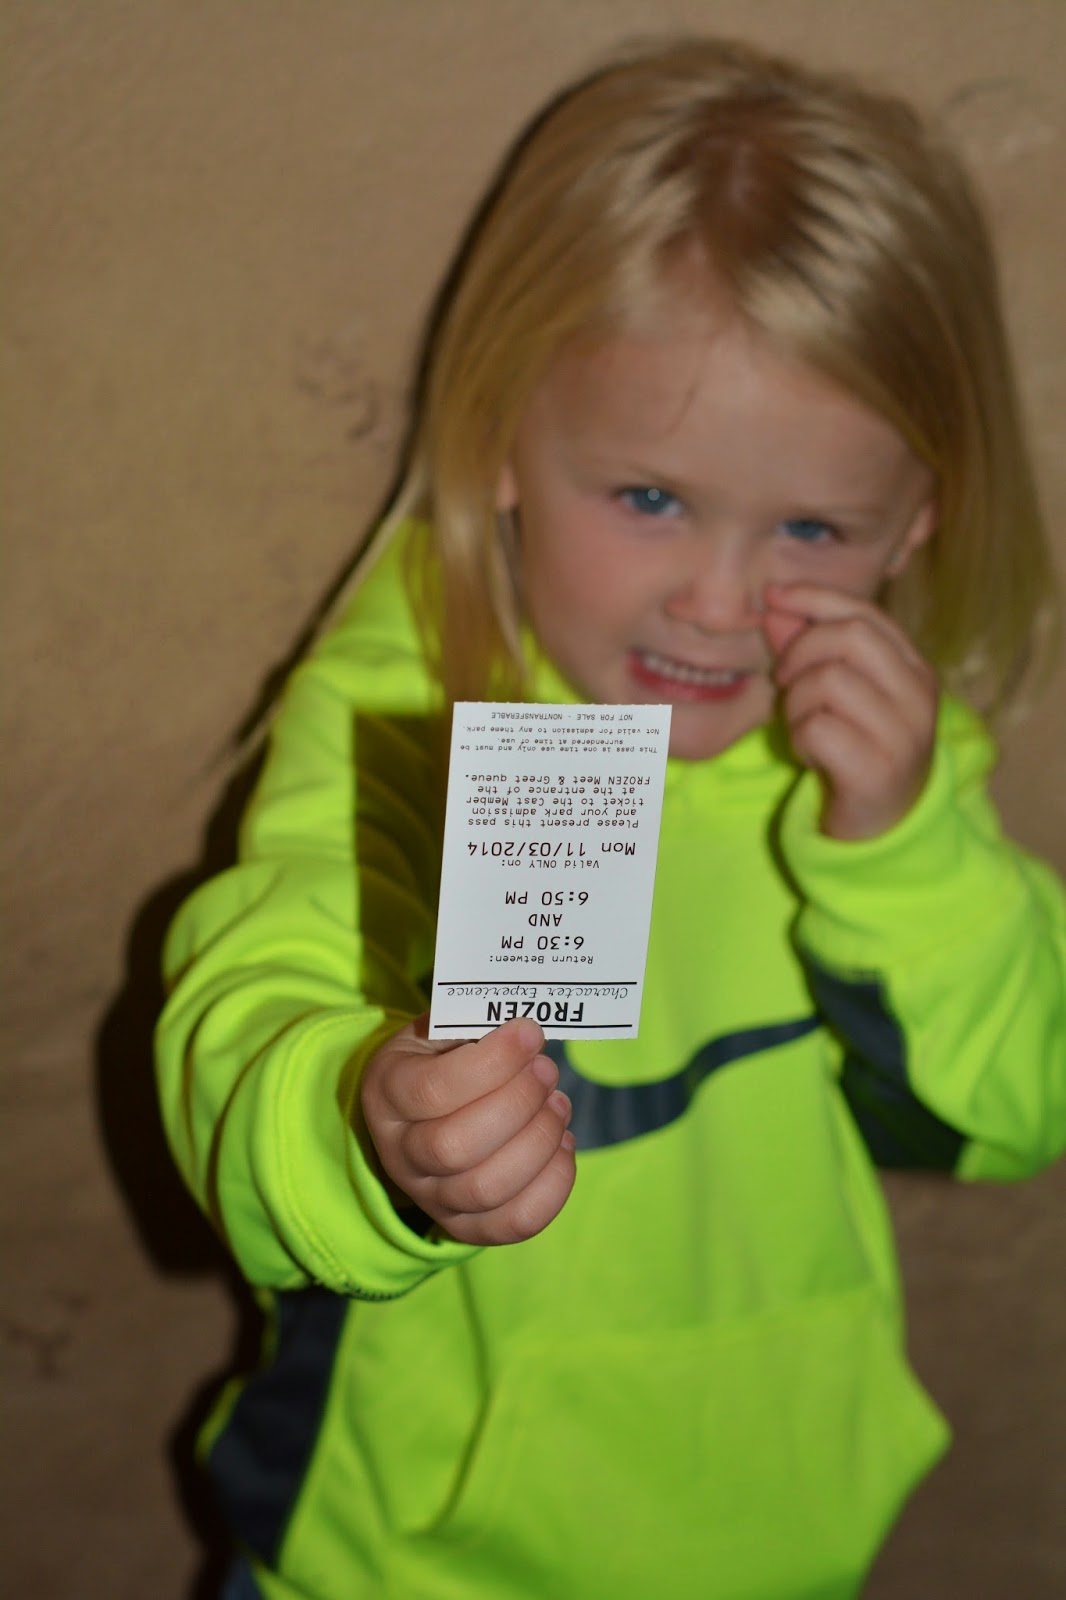 FROZEN
Character Experience
Return Between:
6:30 PM
AND
6:50 PM
Valid ONLY on:
Mon 11/03/2014
Please present this pass
and your park admission
ticket to the Cast Member
at the entrance of the
FROZEN Meet & Greet queue.
This pass is one time use only and must be
surrendered at time of use.
Not valid for admission to any theme park.
NOT FOR SALE - NONTRANSFERABLE